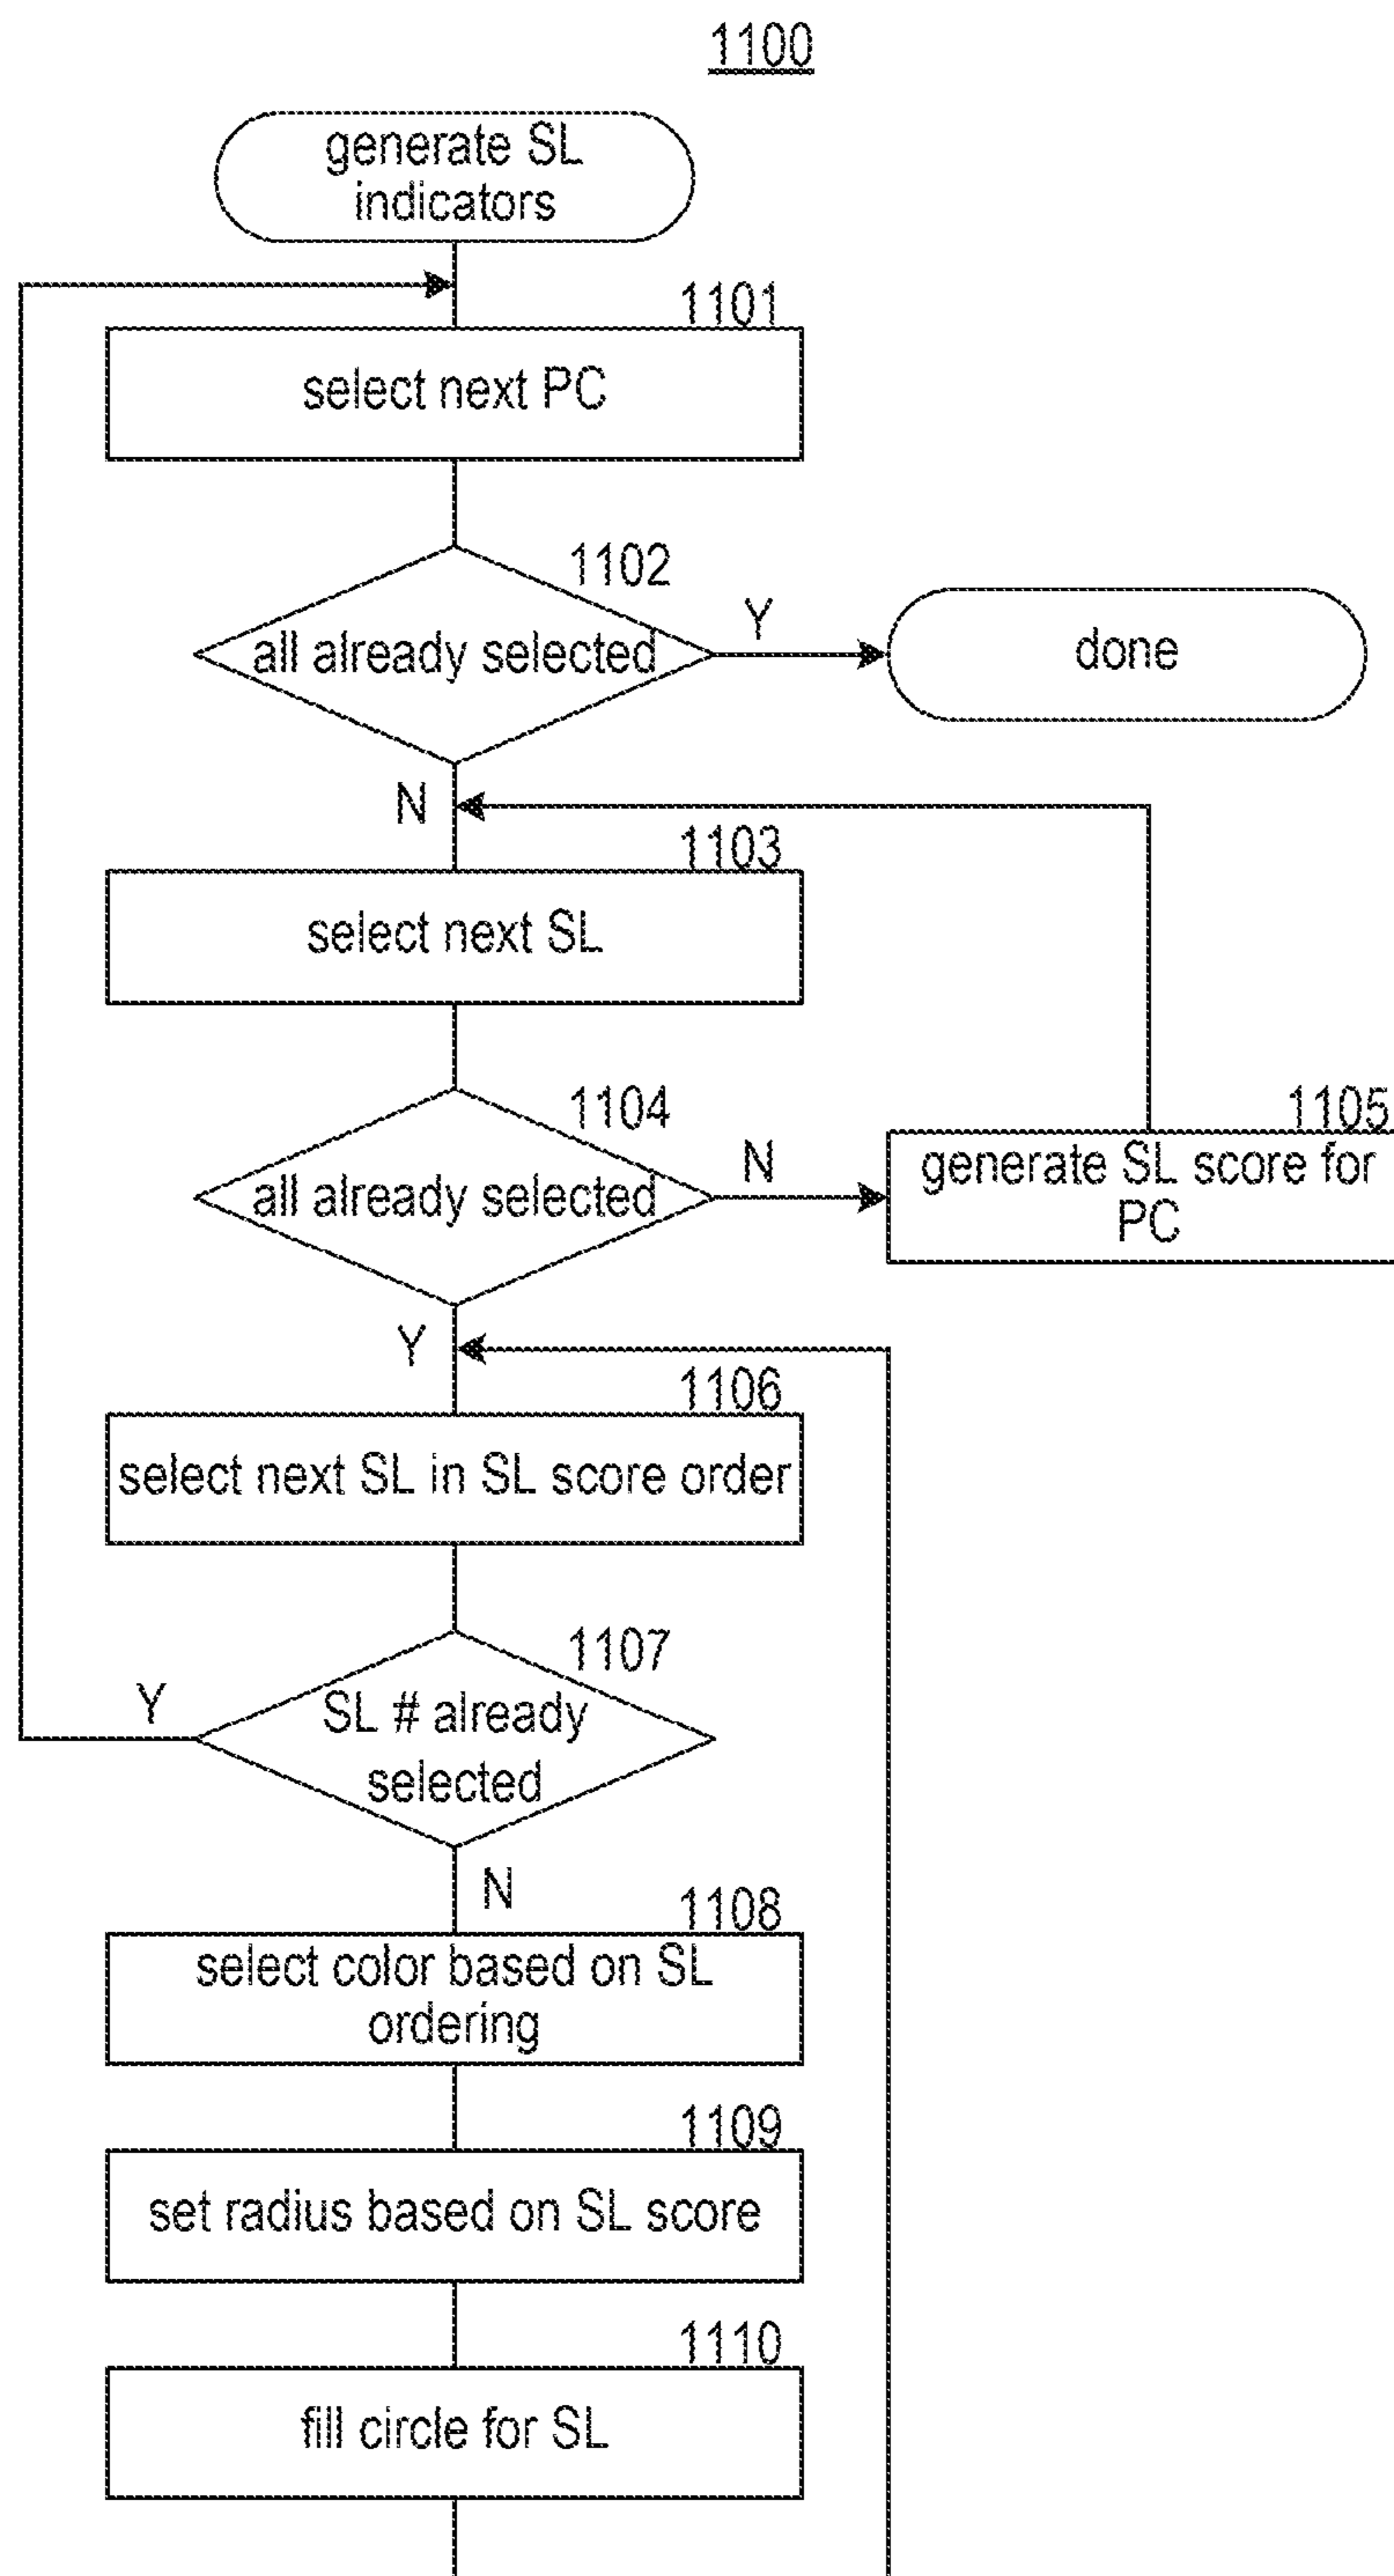 1100
generate SL
indicators
1101
select next PC
1102
all already selected
Y
done
N
1103
select next SL
1104
all already selected
N
1105
generate SL score for
PC
Y
1106
select next SL in SL score order
1107
Y
SL # already
selected
N
1108
select color based on SL
ordering
1109
set radius based on SL score
1110
fill circle for SL